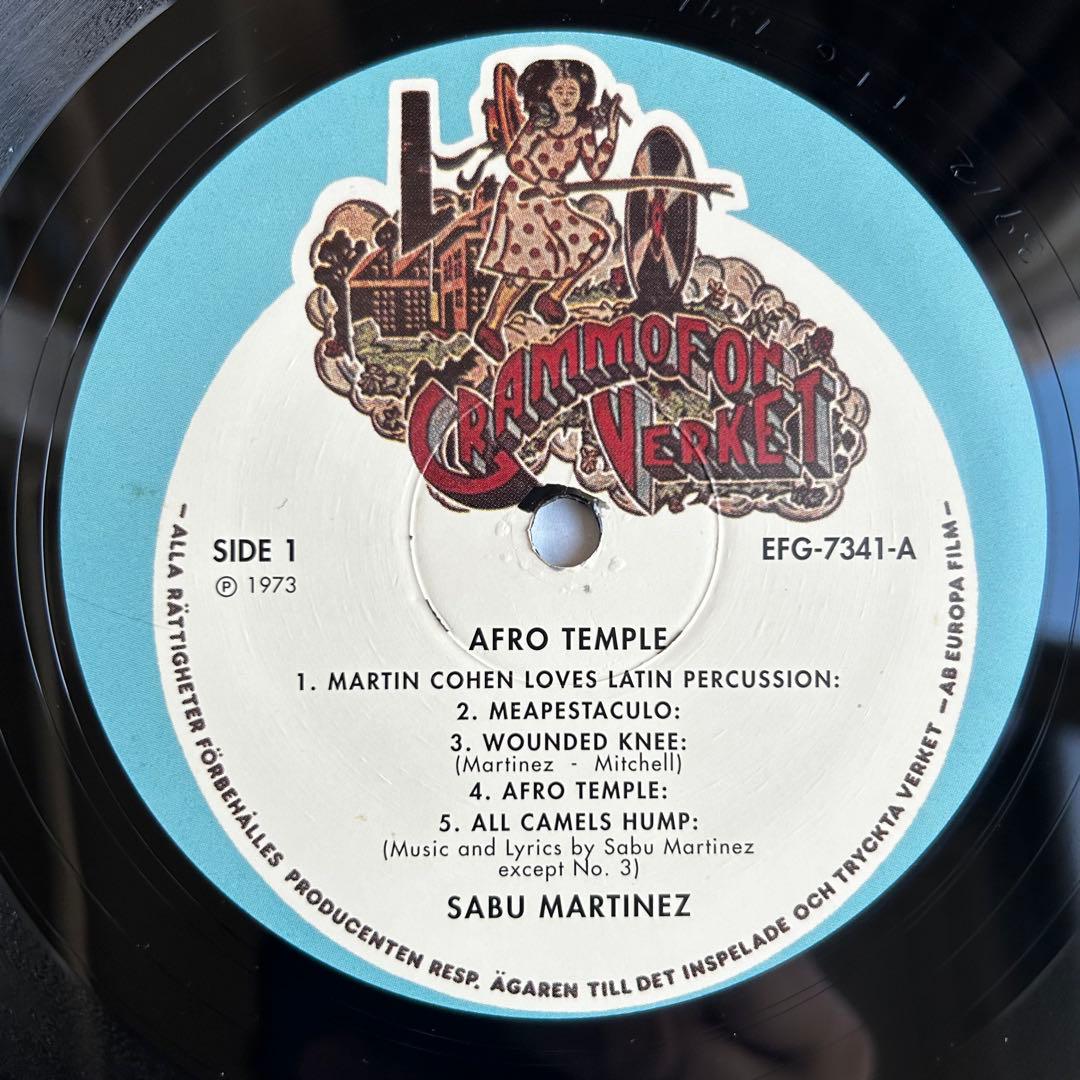 GRAMMOFON-
VERKET
SIDE 1
℗ 1973
EFG-7341-A
AFRO TEMPLE
1. MARTIN COHEN LOVES LATIN PERCUSSION:
2. MEAPESTACULO:
3. WOUNDED KNEE:
(Martinez - Mitchell)
4. AFRO TEMPLE:
5. ALL CAMELS HUMP:
(Music and Lyrics by Sabu Martinez
except No. 3)
SABU MARTINEZ
– ALLA RÄTTIGHETER FÖRBEHÅLLES PRODUCENTEN RESP. ÄGAREN TILL DET INSPELADE OCH TRYCKTA VERKET – AB EUROPA FILM –